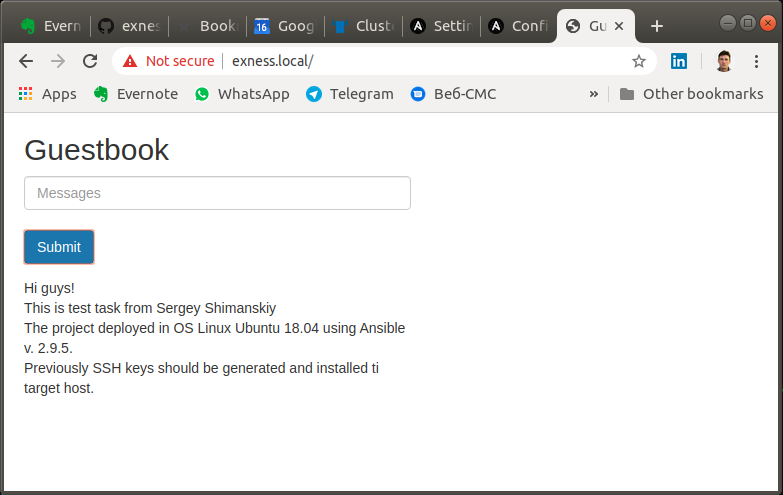 Evern
exnes
Book
16
Goog
Clust
Settin
Confi
Gu
Not secure
exness.local/
Apps
Evernote
WhatsApp
Telegram
Веб-СМС
»
Other bookmarks
Guestbook
Messages
Submit
Hi guys!
This is test task from Sergey Shimanskiy
The project deployed in OS Linux Ubuntu 18.04 using Ansible
v. 2.9.5.
Previously SSH keys should be generated and installed ti
target host.